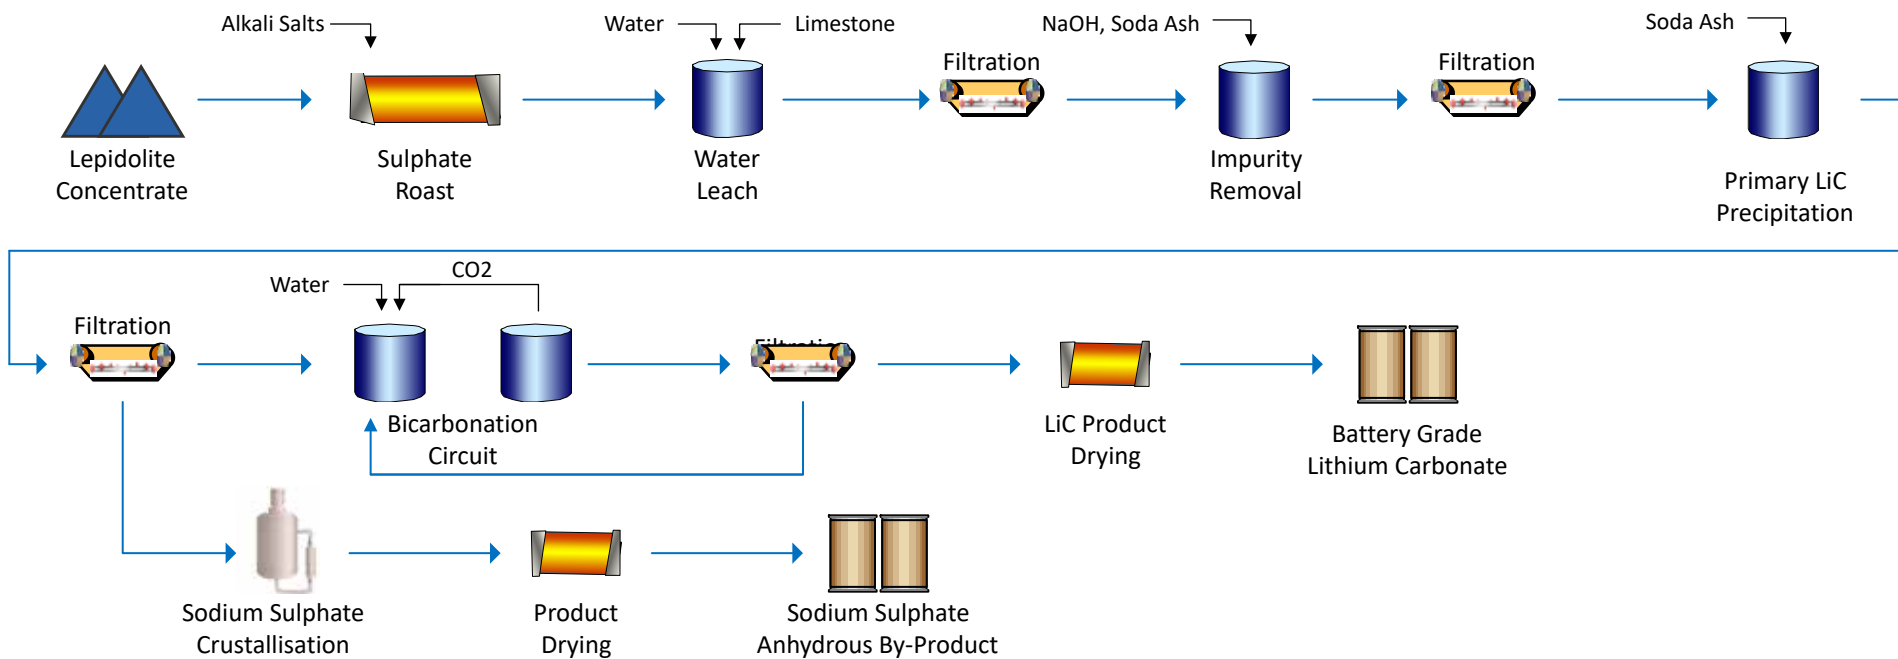 Alkali Salts
Water
Limestone
NaOH, Soda Ash
Soda Ash
Filtration
Filtration
Lepidolite
Concentrate
Sulphate
Roast
Water
Leach
Impurity
Removal
Primary LiC
Precipitation
Water
CO2
Filtration
Filtration
Bicarbonation
Circuit
LiC Product
Drying
Battery Grade
Lithium Carbonate
Sodium Sulphate
Crustallisation
Product
Drying
Sodium Sulphate
Anhydrous By-Product